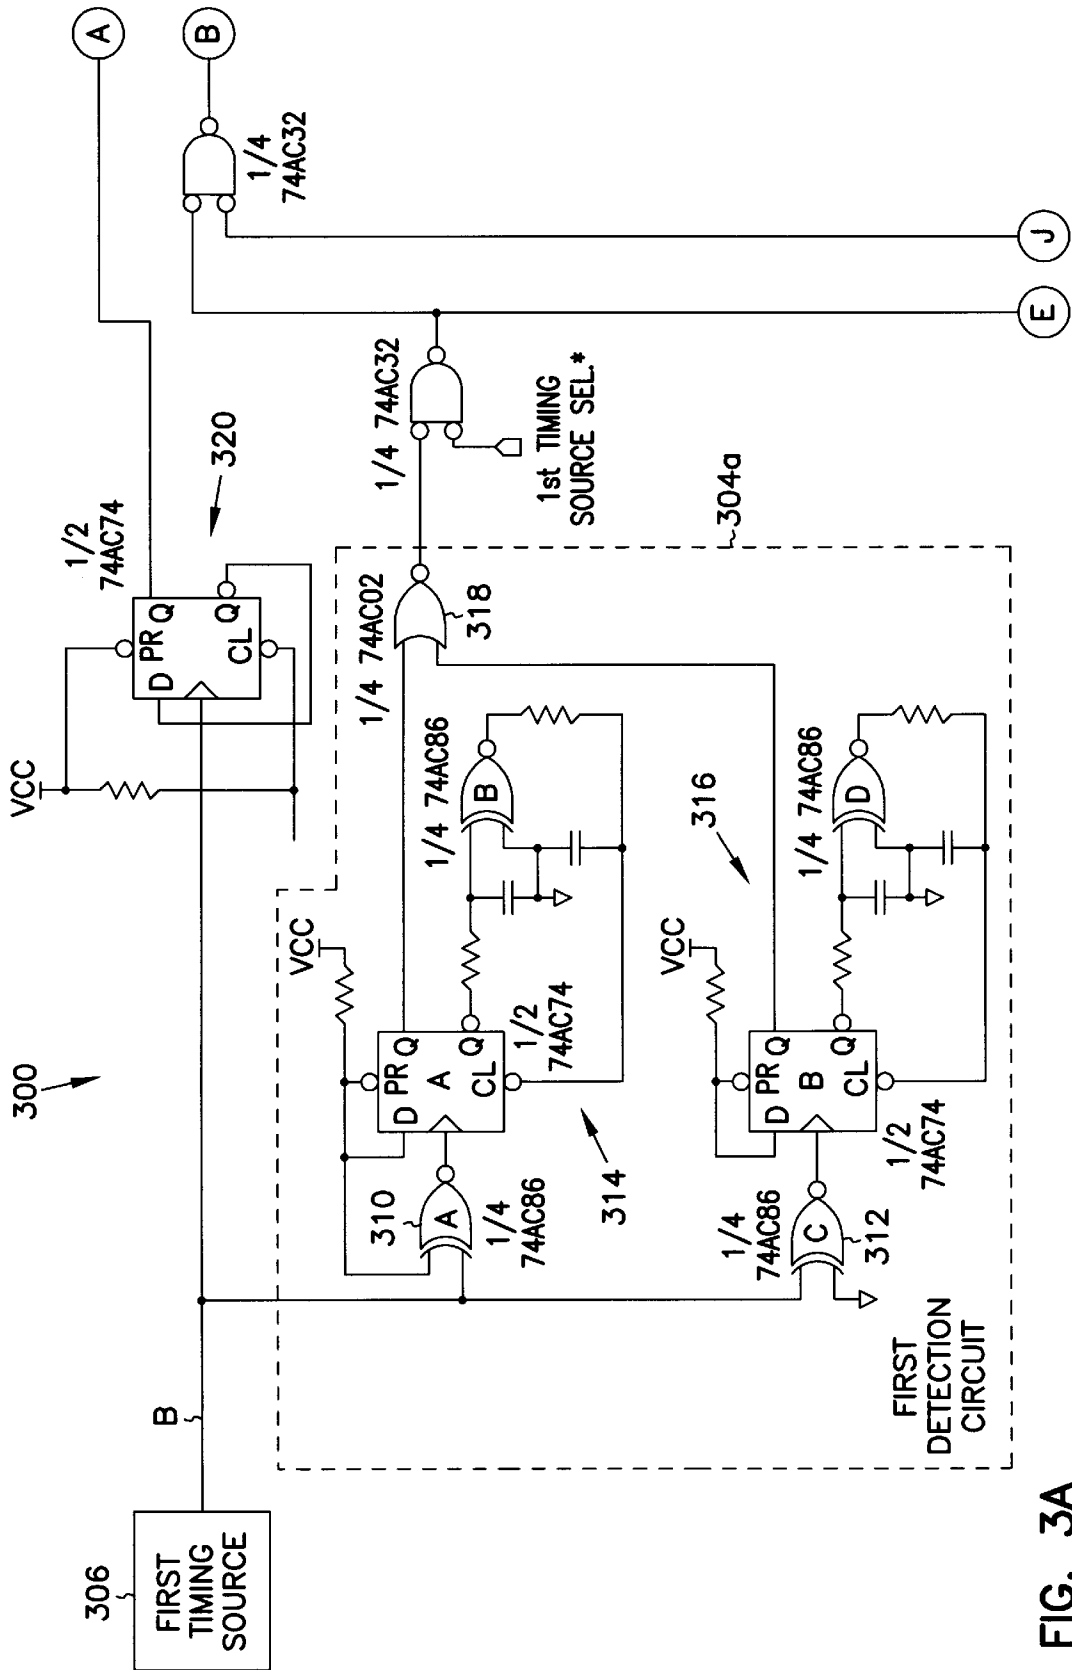 300
306
FIRST
TIMING
SOURCE
B
VCC
D
PR
Q
Q
CL
1/2
74AC74
320
A
B
1/4
74AC32
304a
FIRST
DETECTION
CIRCUIT
310
A
1/4
74AC86
VCC
D
PR
Q
A
CL
Q
1/2
74AC74
314
1/4 74AC86
B
1/4 74AC02
318
1/4 74AC32
1st TIMING
SOURCE SEL.*
1/4
74AC86
C
312
VCC
D
PR
Q
B
CL
Q
1/2
74AC74
316
1/4 74AC86
D
E
J
FIG. 3A